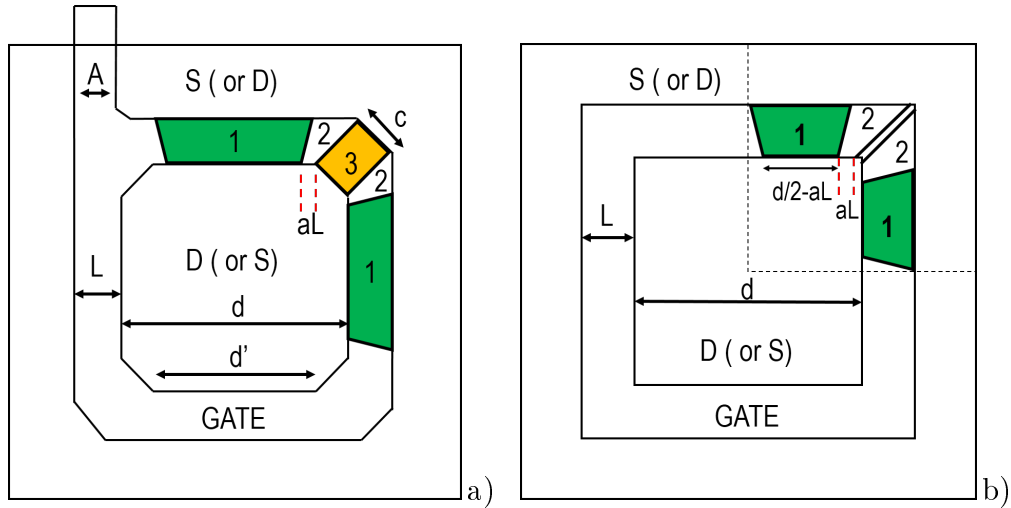 A
S ( or D)
1
2
c
3
2
aL
L
D ( or S)
1
d
d'
GATE
a)
S ( or D)
1
2
2
d/2-aL
aL
1
L
d
D ( or S)
GATE
b)